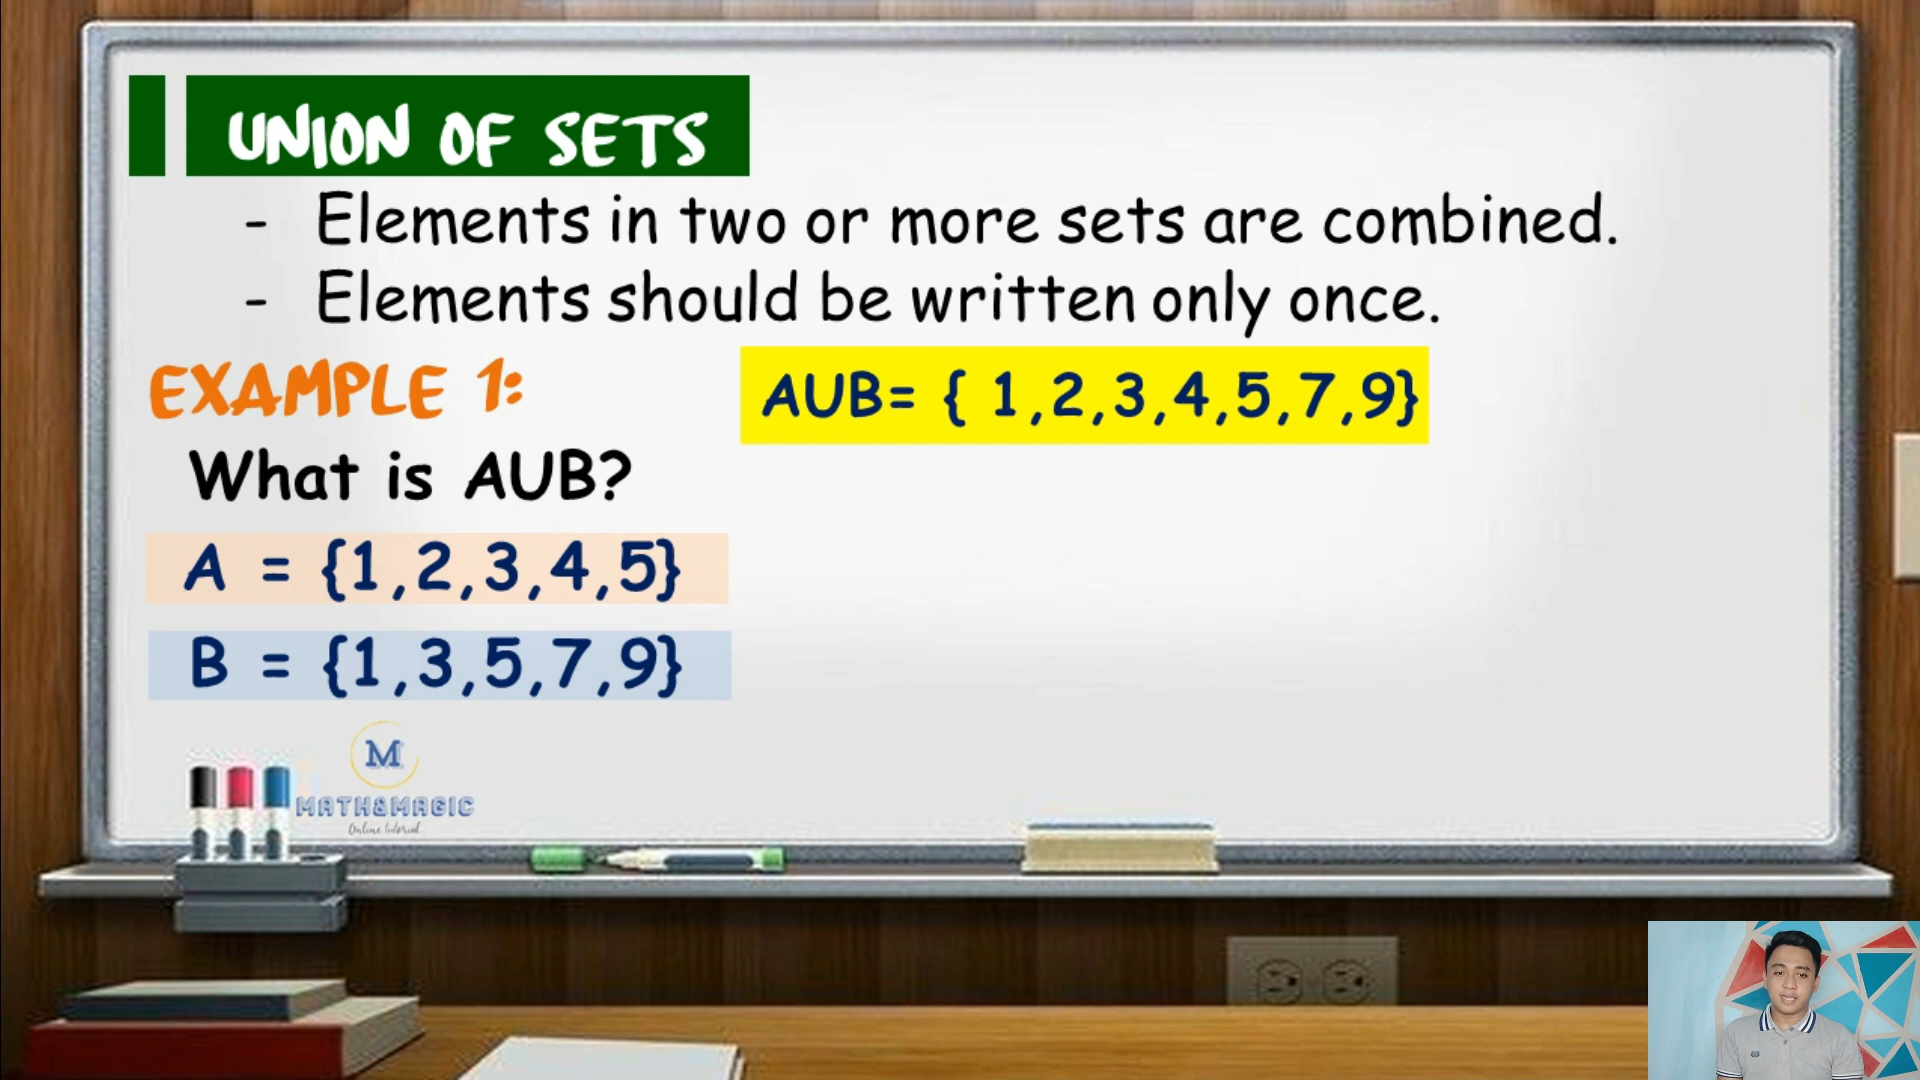 UNION OF SETS
- Elements in two or more sets are combined.
- Elements should be written only once.
EXAMPLE 1:
AUB= { 1,2,3,4,5,7,9}
What is AUB?
A = {1,2,3,4,5}
B = {1,3,5,7,9}
M
MATH&MAGIC
Online tutorial